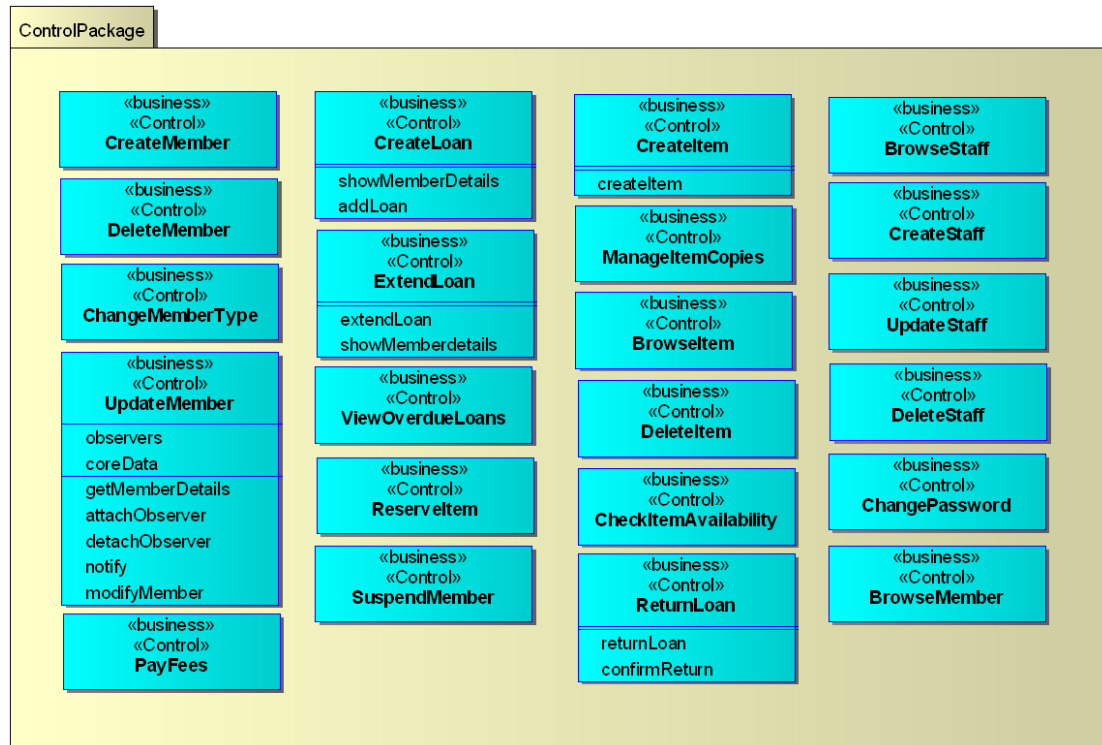 ControlPackage
«business»
«Control»
CreateMember
«business»
«Control»
DeleteMember
«business»
«Control»
ChangeMemberType
«business»
«Control»
UpdateMember
observers
coreData
getMemberDetails
attachObserver
detachObserver
notify
modifyMember
«business»
«Control»
PayFees
«business»
«Control»
CreateLoan
showMemberDetails
addLoan
«business»
«Control»
ExtendLoan
extendLoan
showMemberdetails
«business»
«Control»
ViewOverdueLoans
«business»
«Control»
ReserveItem
«business»
«Control»
SuspendMember
«business»
«Control»
CreateItem
createItem
«business»
«Control»
ManageItemCopies
«business»
«Control»
BrowseItem
«business»
«Control»
DeleteItem
«business»
«Control»
CheckItemAvailability
«business»
«Control»
ReturnLoan
returnLoan
confirmReturn
«business»
«Control»
BrowseStaff
«business»
«Control»
CreateStaff
«business»
«Control»
UpdateStaff
«business»
«Control»
DeleteStaff
«business»
«Control»
ChangePassword
«business»
«Control»
BrowseMember